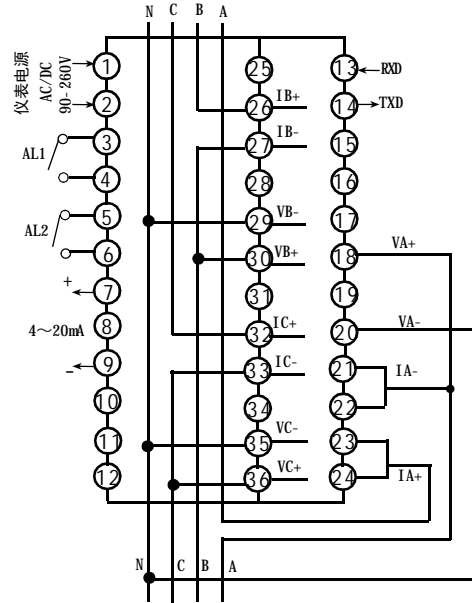 N C B A
仪表电源
AC/DC
90-260V
1 25 13 RXD
2 26 IB+ 14 TXD
AL1 3 27 IB- 15
4 28 16
AL2 5 29 VB- 17
6 30 VB+ 18 VA+
+ 7 31 19
4～20mA 8 32 IC+ 20 VA-
- 9 33 IC- 21 IA-
10 34 22
11 35 VC- 23
12 36 VC+ 24 IA+
N C B A